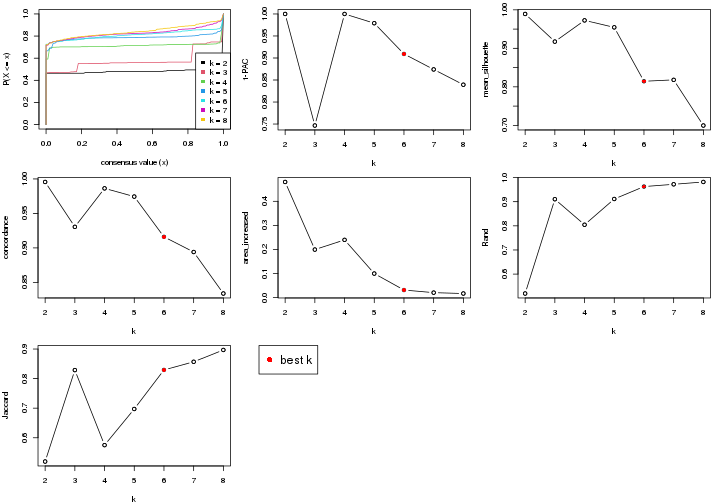 P(X <= x)
0.0 0.2 0.4 0.6 0.8 1.0
k = 2
k = 3
k = 4
k = 5
k = 6
k = 7
k = 8
0.0 0.2 0.4 0.6 0.8 1.0
consensus value (x)
1-PAC
0.75 0.80 0.85 0.90 0.95 1.00
2 3 4 5 6 7 8
k
mean_silhouette
0.70 0.80 0.90
2 3 4 5 6 7 8
k
concordance
0.85 0.90 0.95 1.00
2 3 4 5 6 7 8
k
area_increased
0.0 0.1 0.2 0.3 0.4
2 3 4 5 6 7 8
k
Rand
0.6 0.7 0.8 0.9 1.0
2 3 4 5 6 7 8
k
Jaccard
0.6 0.7 0.8 0.9
2 3 4 5 6 7 8
k
best k